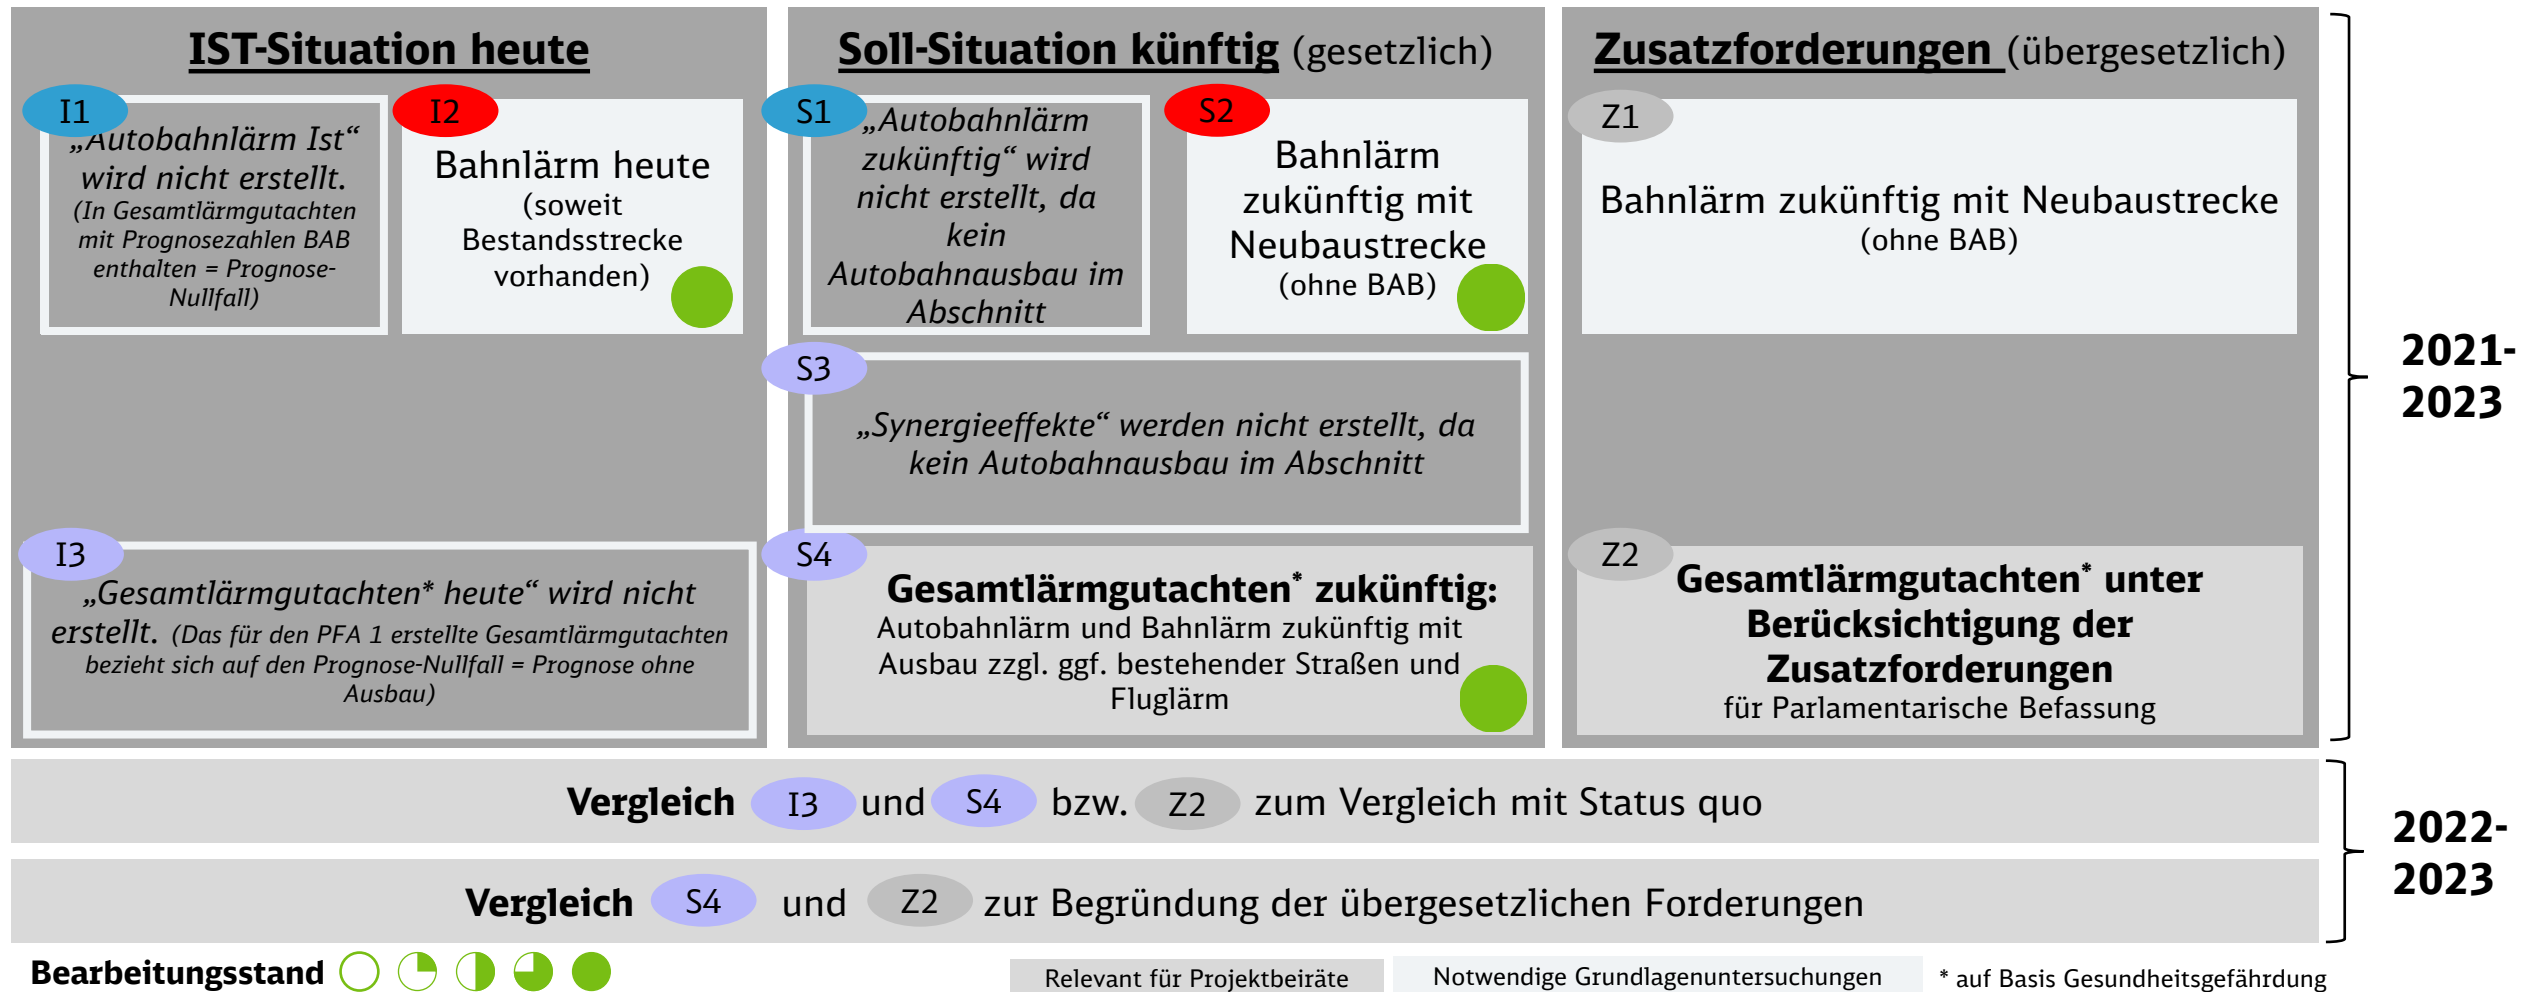 IST-Situation heute
I1
„Autobahnlärm Ist“
wird nicht erstellt.
(In Gesamtlärmgutachten
mit Prognosezahlen BAB
enthalten = Prognose-
Nullfall)
I2
Bahnlärm heute
(soweit
Bestandsstrecke
vorhanden)
I3
„Gesamtlärmgutachten* heute“ wird nicht
erstellt. (Das für den PFA 1 erstellte Gesamtlärmgutachten
bezieht sich auf den Prognose-Nullfall = Prognose ohne
Ausbau)
Soll-Situation künftig (gesetzlich)
S1
„Autobahnlärm
zukünftig“ wird
nicht erstellt, da
kein
Autobahnausbau im
Abschnitt
S2
Bahnlärm
zukünftig mit
Neubaustrecke
(ohne BAB)
S3
„Synergieeffekte“ werden nicht erstellt, da
kein Autobahnausbau im Abschnitt
S4
Gesamtlärmgutachten* zukünftig:
Autobahnlärm und Bahnlärm zukünftig mit
Ausbau zzgl. ggf. bestehender Straßen und
Fluglärm
Zusatzforderungen (übergesetzlich)
Z1
Bahnlärm zukünftig mit Neubaustrecke
(ohne BAB)
Z2
Gesamtlärmgutachten* unter
Berücksichtigung der
Zusatzforderungen
für Parlamentarische Befassung
2021-
2023
Vergleich I3 und S4 bzw. Z2 zum Vergleich mit Status quo
Vergleich S4 und Z2 zur Begründung der übergesetzlichen Forderungen
2022-
2023
Bearbeitungsstand
Relevant für Projektbeiräte
Notwendige Grundlagenuntersuchungen
* auf Basis Gesundheitsgefährdung